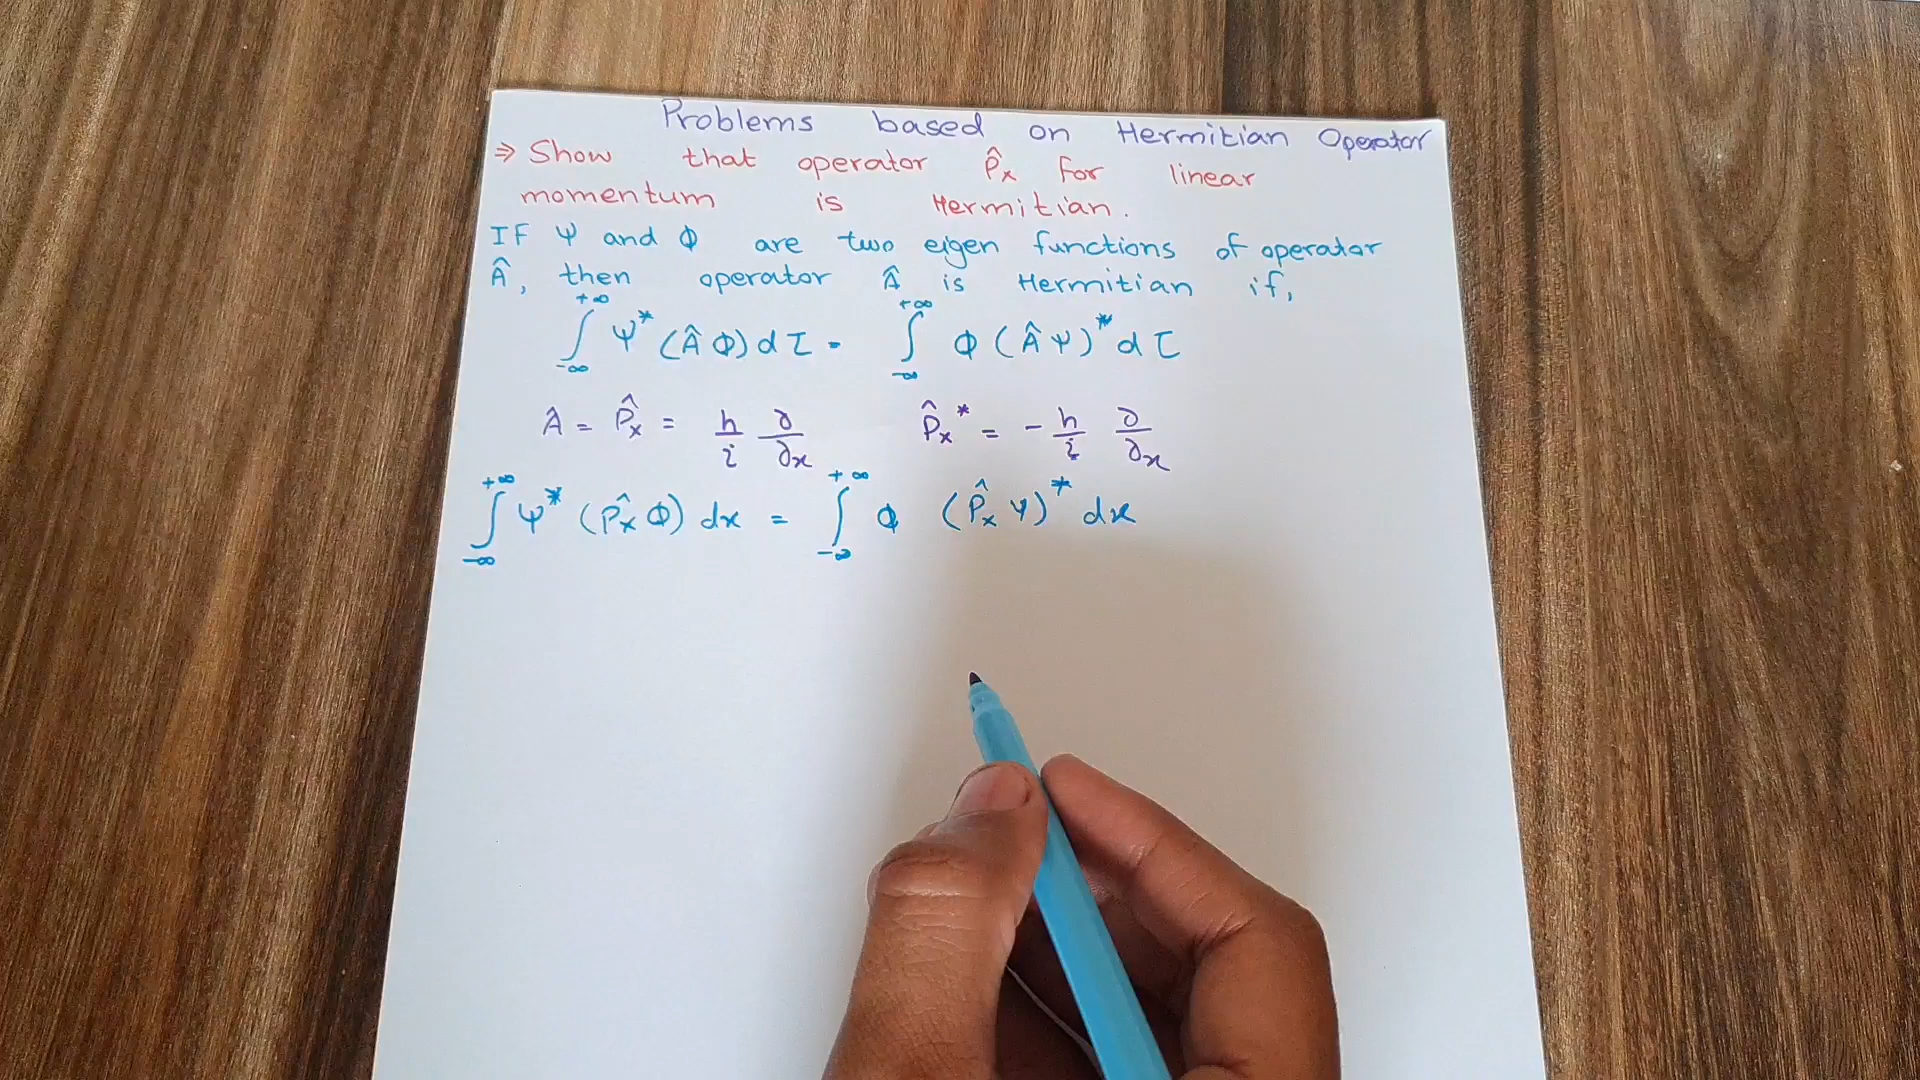 Problems based on Hermitian Operator
⇒ Show that operator P̂x for linear
momentum is Hermitian.
IF Ψ and Φ are two eigen functions of operator
Â, then operator Â is Hermitian if,
∫_{-∞}^{+∞} Ψ* (Â Φ) dτ = ∫_{-∞}^{+∞} Φ (Â Ψ)* dτ
Â = P̂x = h/i ∂/∂x P̂x* = - h/i ∂/∂x
∫_{-∞}^{+∞} Ψ* (P̂x Φ) dx = ∫_{-∞}^{+∞} Φ (P̂x Ψ)* dx